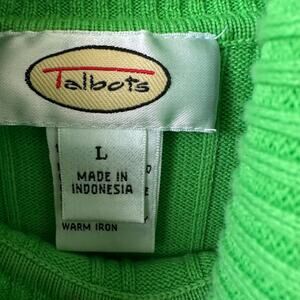 Talbots
L
MADE IN
INDONESIA
WARM IRON